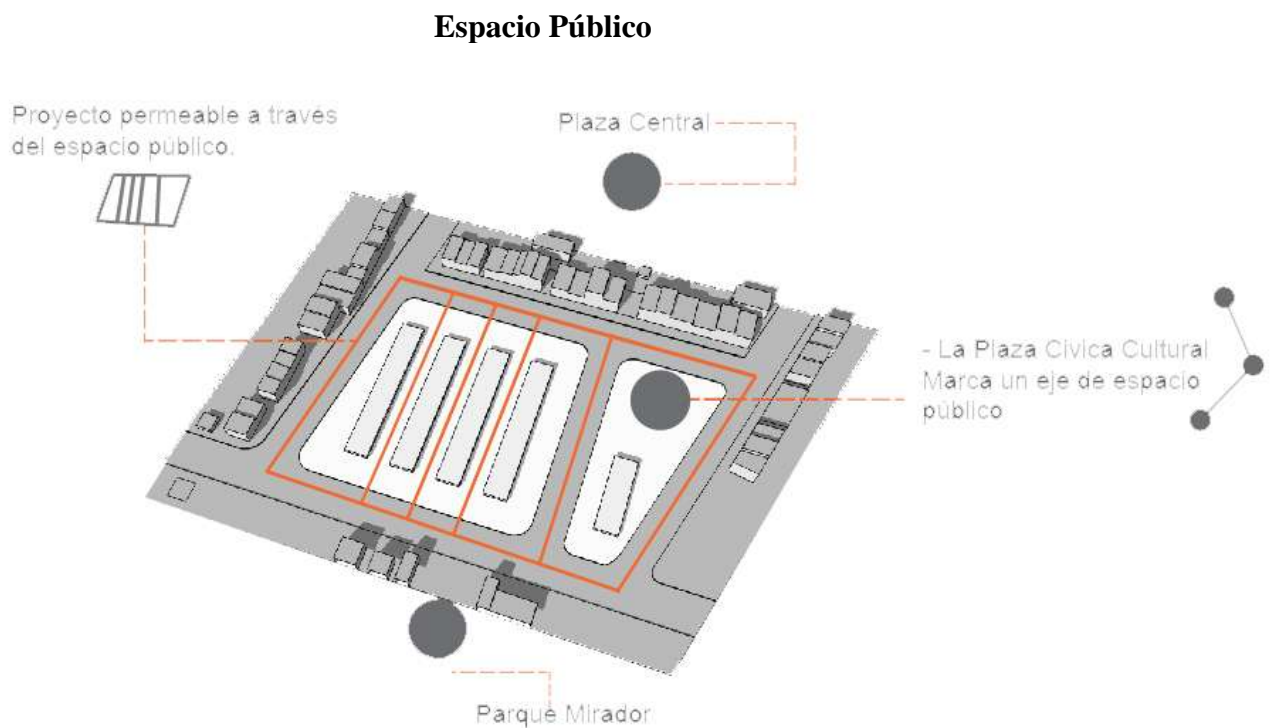 Espacio Público
Proyecto permeable a través
del espacio público.
Plaza Central
- La Plaza Civica Cultural
Marca un eje de espacio
público
Parque Mirador